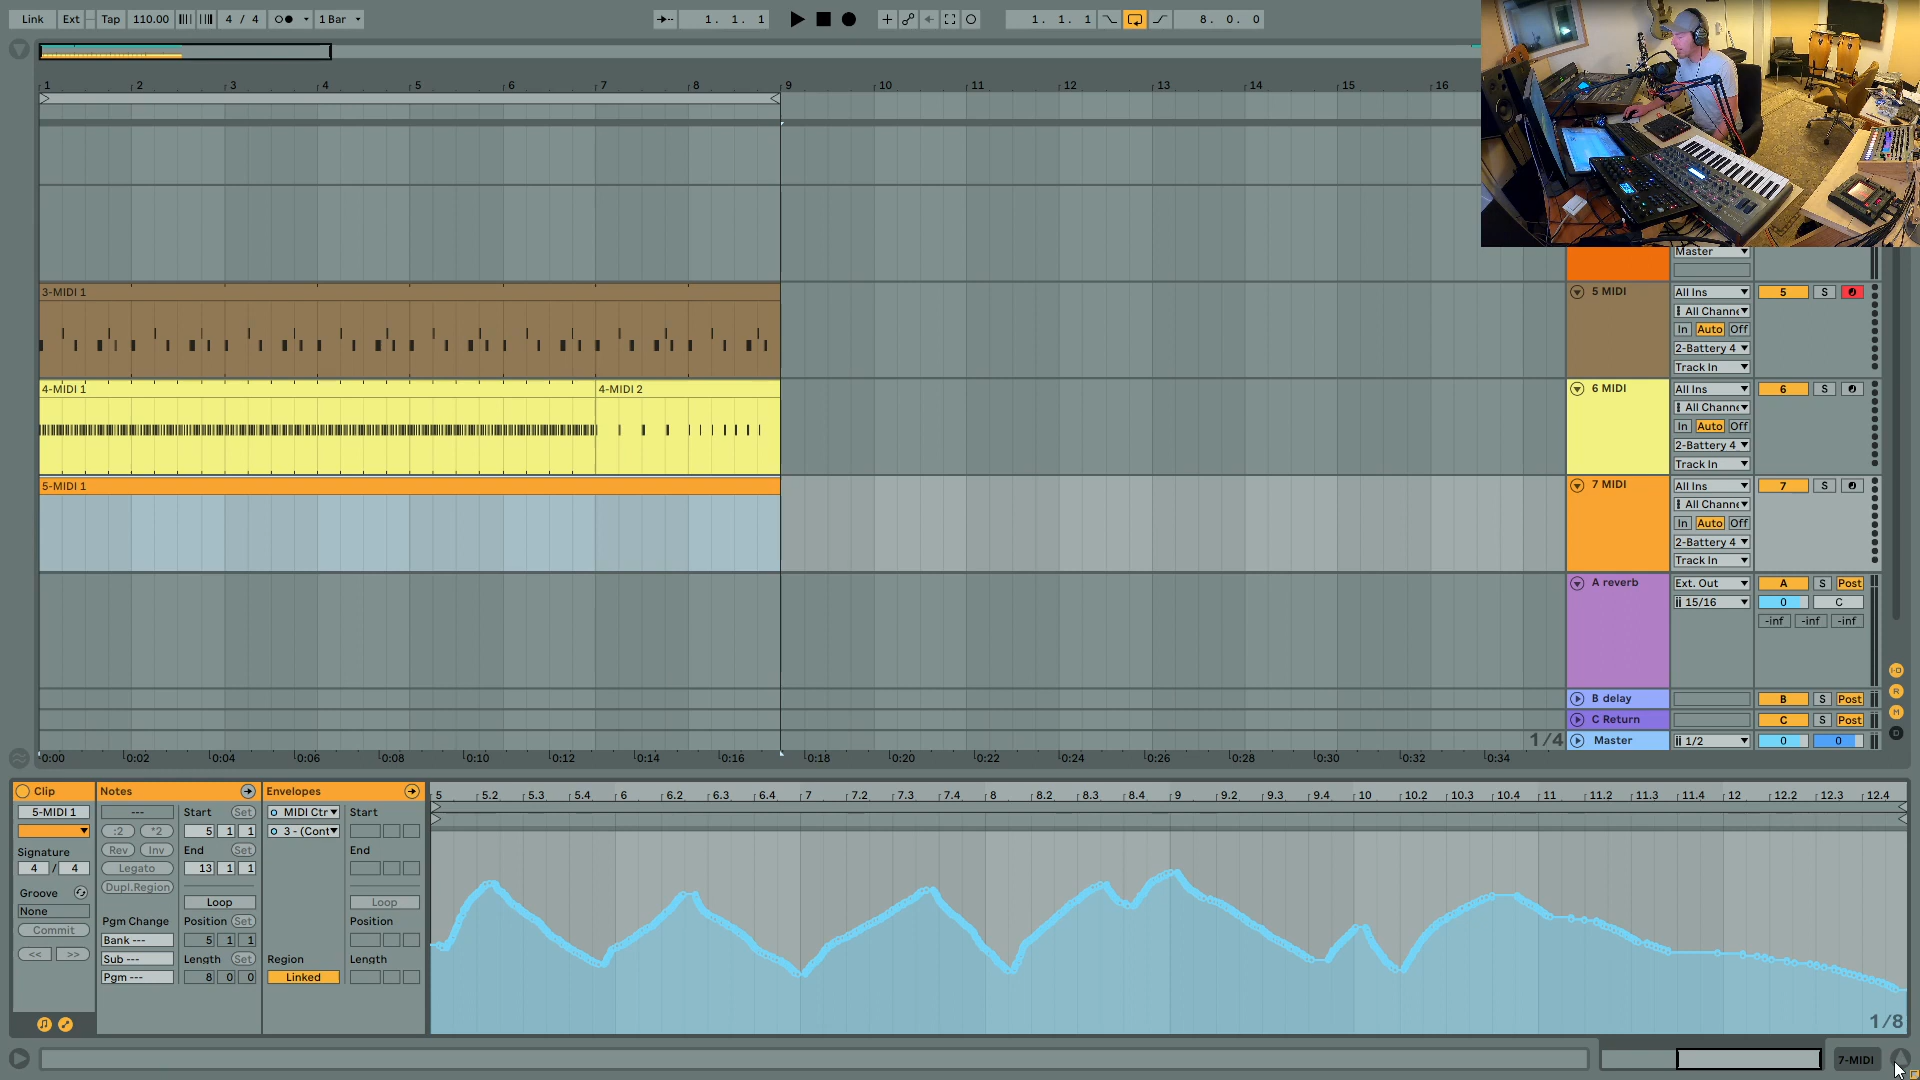 Link Ext Tap 110.00 4 / 4 1 Bar 1. 1. 1 1. 1. 1 8. 0. 0
1 2 3 4 5 6 7 8 9 10 11 12 13 14 15 16
Master
3-MIDI 1
5 MIDI All Ins 5 S
All Channe
In Auto Off
2-Battery 4
Track In
4-MIDI 1 4-MIDI 2
6 MIDI All Ins 6 S
All Channe
In Auto Off
2-Battery 4
Track In
5-MIDI 1
7 MIDI All Ins 7 S
All Channe
In Auto Off
2-Battery 4
Track In
A reverb Ext. Out A S Post
15/16 0 C
-inf -inf -inf
B delay B S Post
C Return C S Post
1/4 Master 1/2 0 0
0:00 0:02 0:04 0:06 0:08 0:10 0:12 0:14 0:16 0:18 0:20 0:22 0:24 0:26 0:28 0:30 0:32 0:34
Clip Notes Envelopes
5 5.2 5.3 5.4 6 6.2 6.3 6.4 7 7.2 7.3 7.4 8 8.2 8.3 8.4 9 9.2 9.3 9.4 10 10.2 10.3 10.4 11 11.2 11.3 11.4 12 12.2 12.3 12.4
5-MIDI 1 --- Start Set MIDI Ctr Start
:2 *2 5 1 1 3 - (Cont
Signature Rev Inv End Set End
4 / 4 Legato 13 1 1
Groove Dupl.Region
None Loop Loop
Commit Pgm Change Position Set Position
<< >> Bank --- 5 1 1
Sub --- Length Set Region Length
Pgm --- 8 0 0 Linked
1/8
7-MIDI
I·O
R
M
D